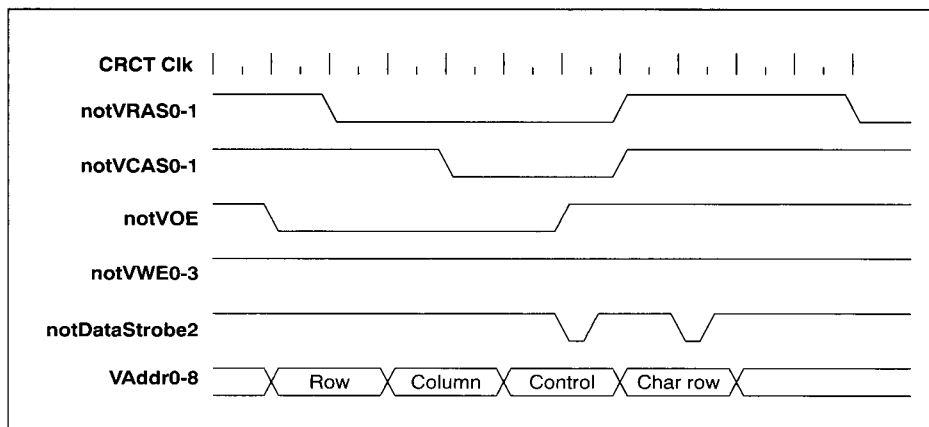 CRCT Clk
notVRAS0-1
notVCAS0-1
notVOE
notVWE0-3
notDataStrobe2
VAddr0-8 Row Column Control Char row